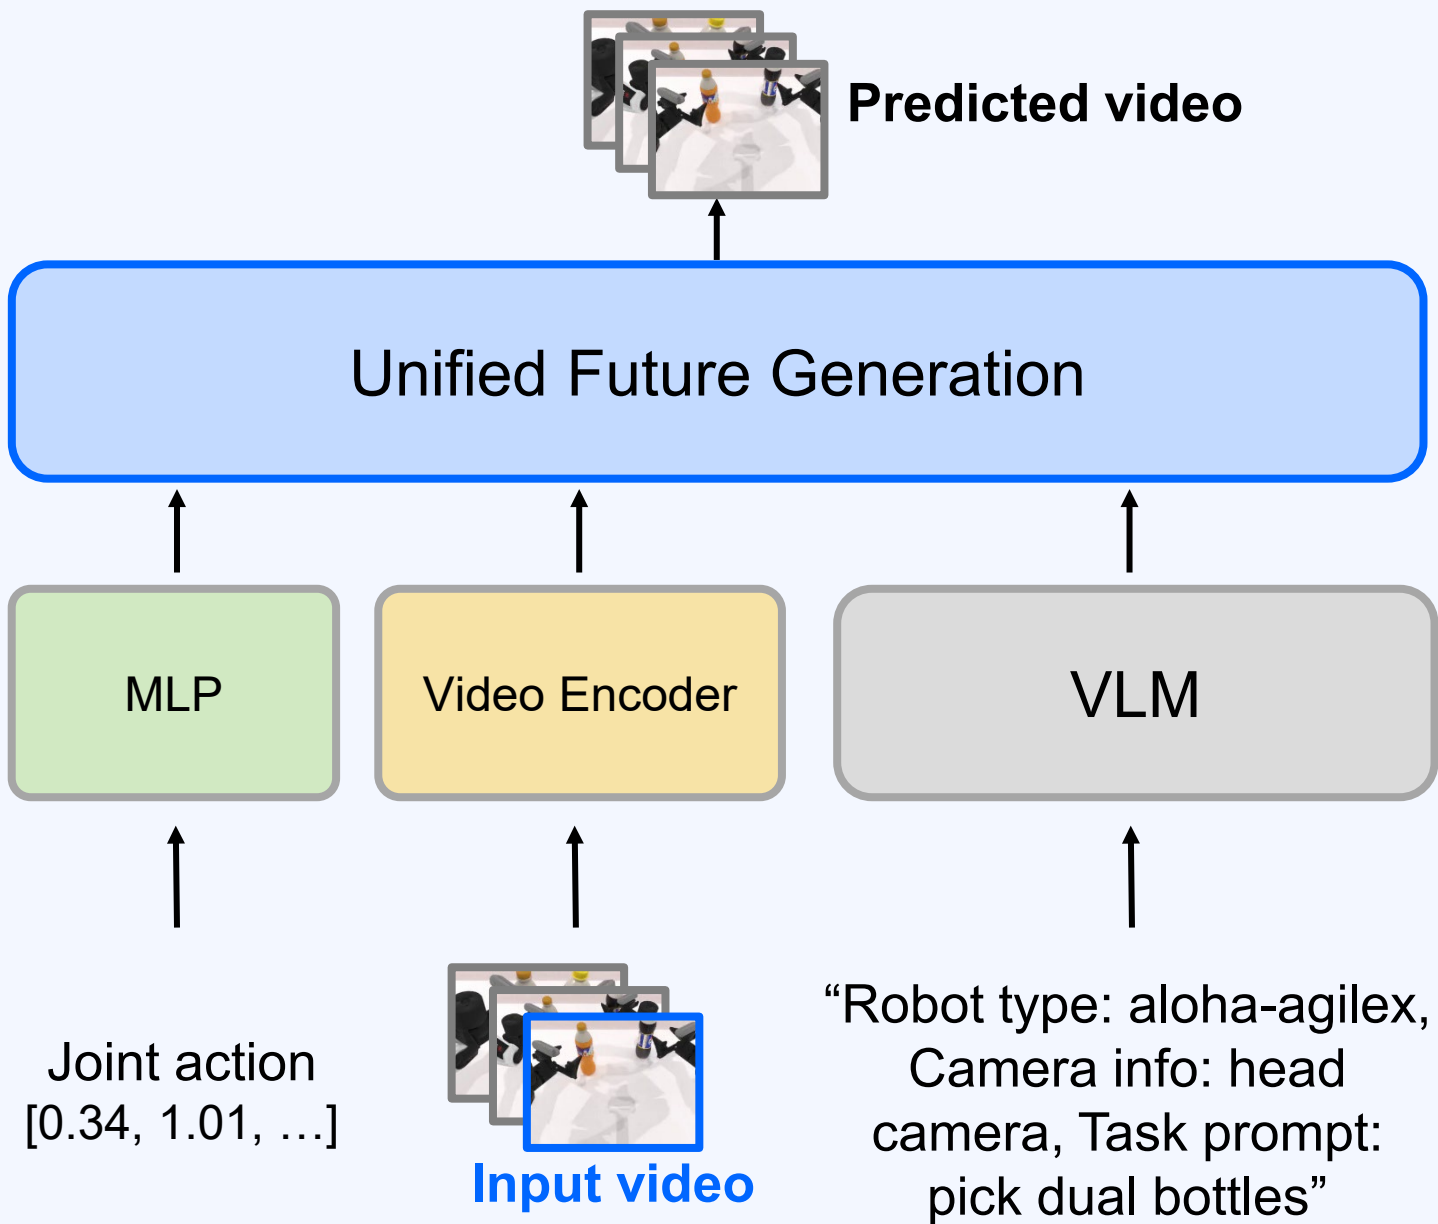 Predicted video
Unified Future Generation
MLP
Video Encoder
VLM
Joint action
[0.34, 1.01, …]
Input video
“Robot type: aloha-agilex,
Camera info: head
camera, Task prompt:
pick dual bottles”